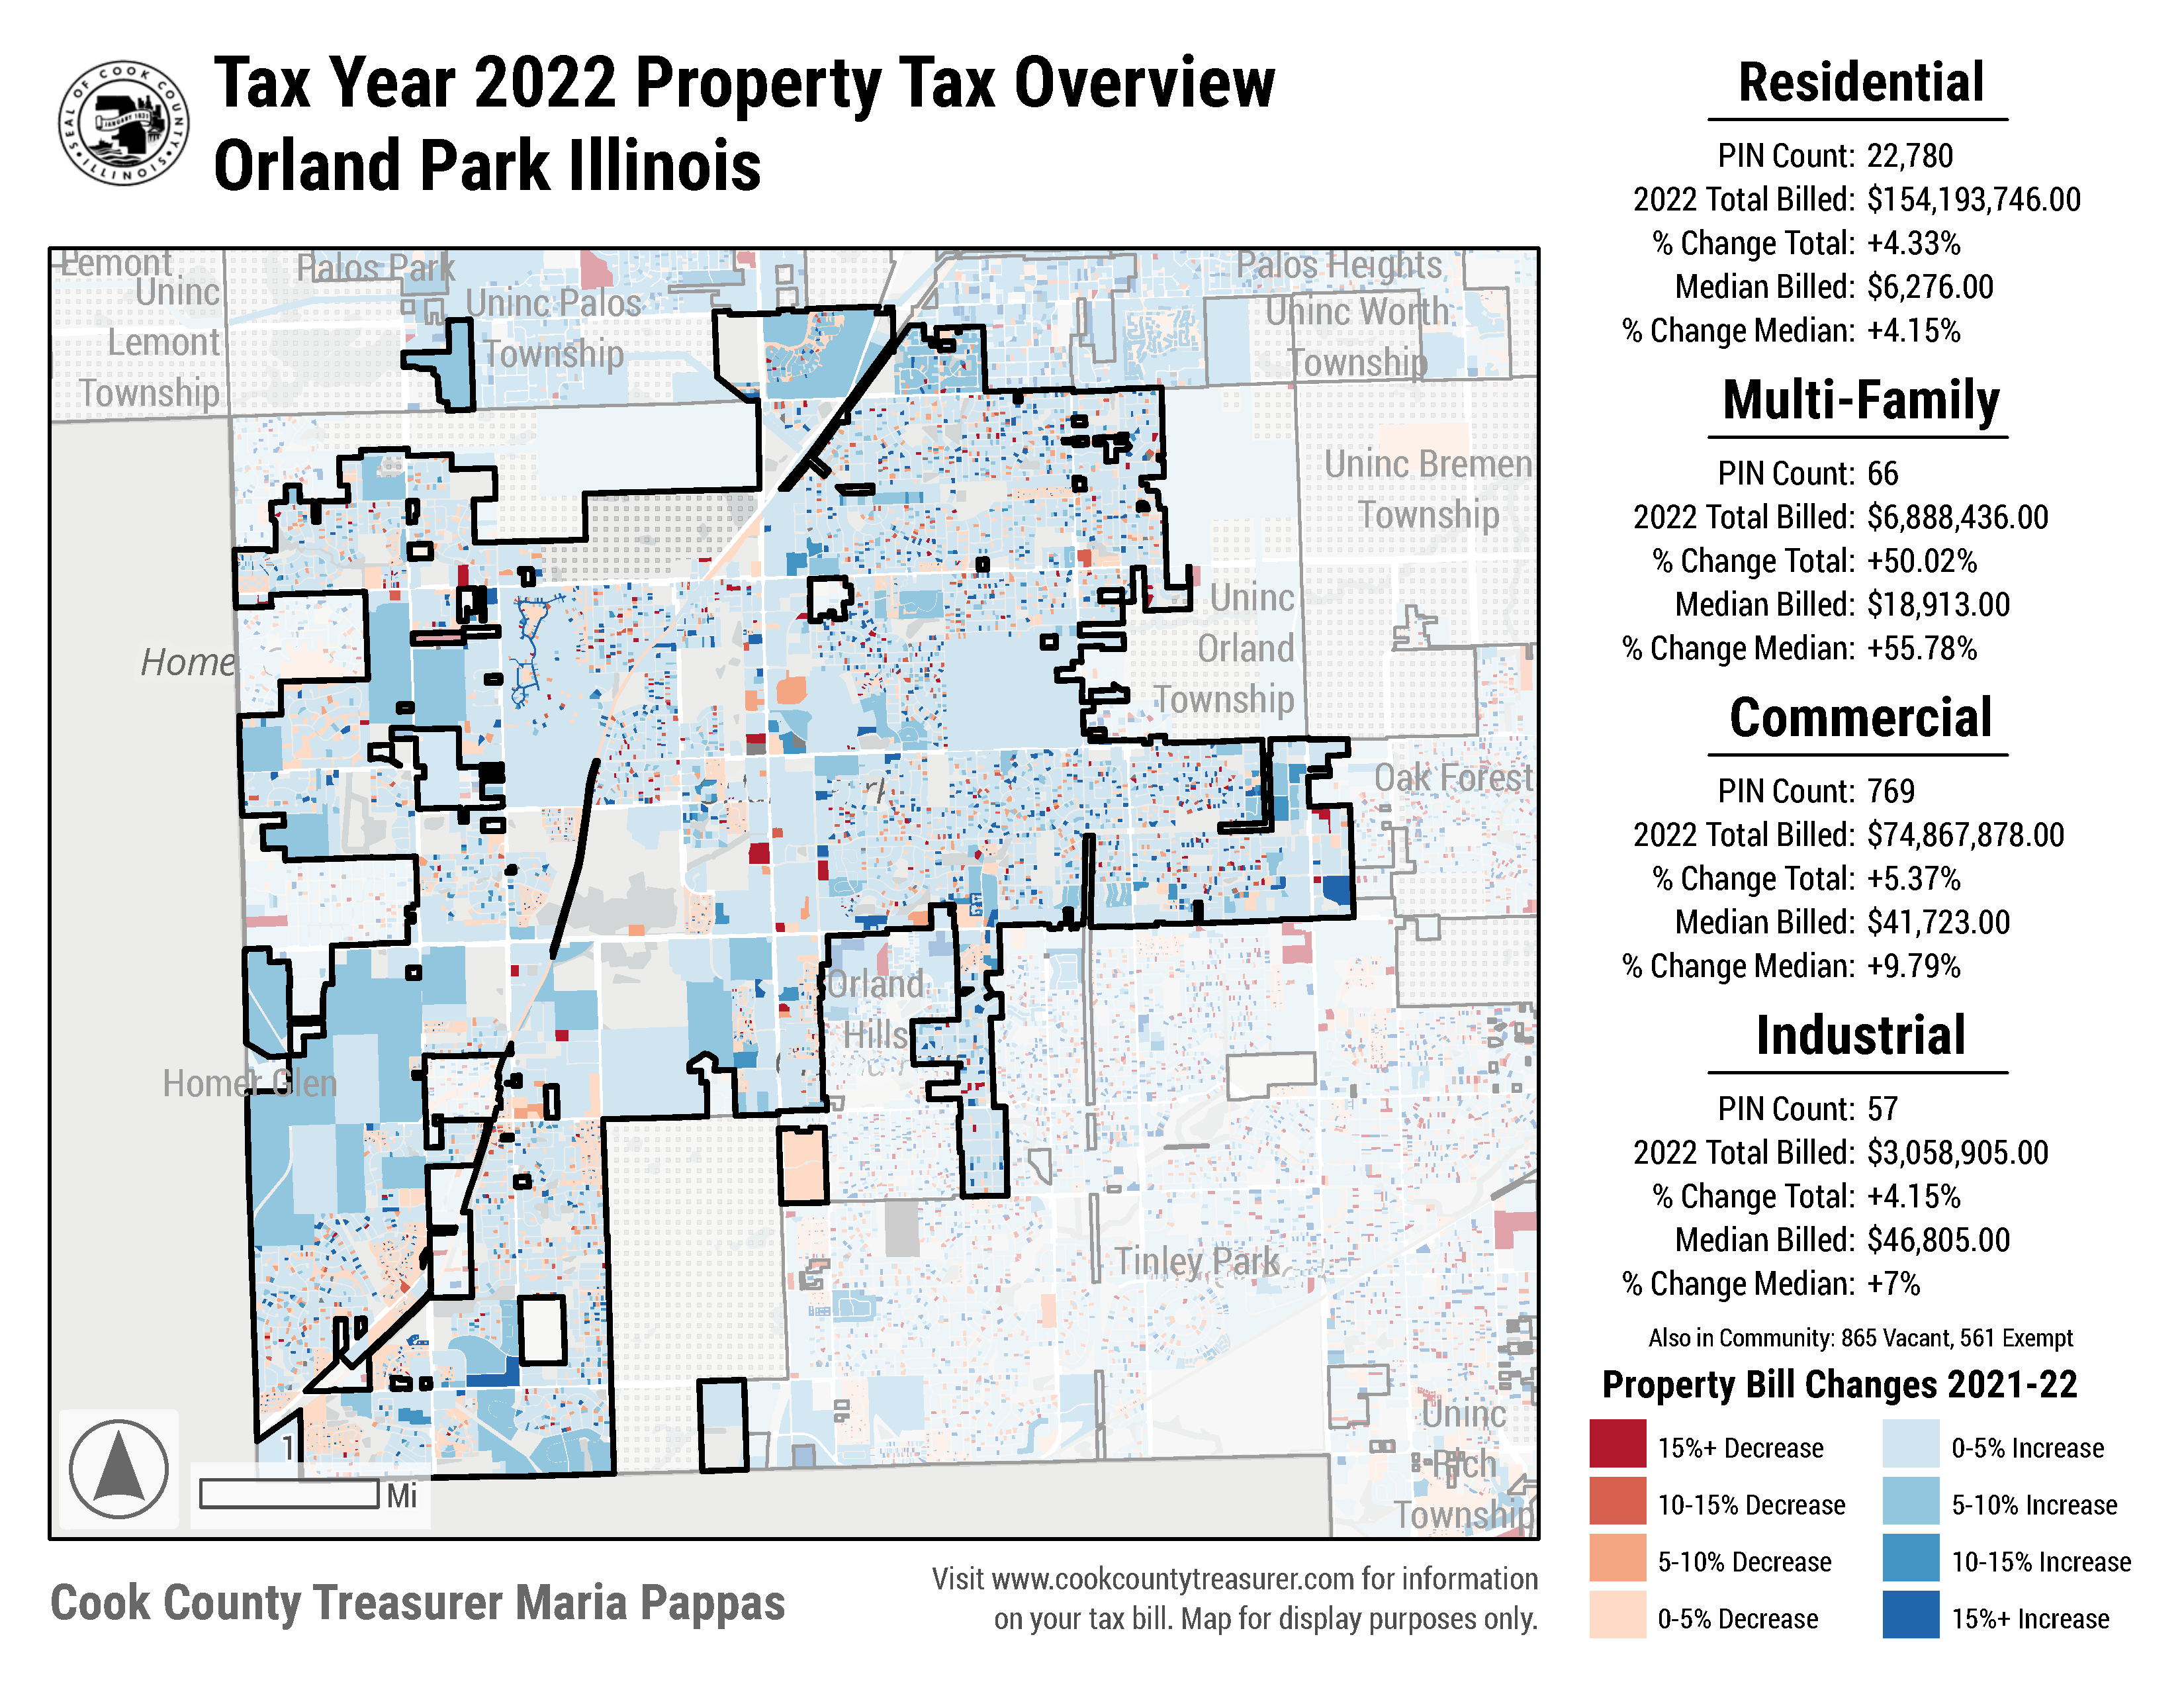 Tax Year 2022 Property Tax Overview
Orland Park Illinois
SEAL OF COOK COUNTY
ILLINOIS
JANUARY 1831
Lemont
Uninc
Lemont
Township
Palos Park
Uninc Palos
Township
Palos Heights
Uninc Worth
Township
Uninc Bremen
Township
Home
Uninc
Orland
Township
Oak Forest
Orland
Hills
Homer Glen
Tinley Park
Uninc
Rich
Township
1
Mi
Cook County Treasurer Maria Pappas
Visit www.cookcountytreasurer.com for information
on your tax bill. Map for display purposes only.
Residential
PIN Count: 22,780
2022 Total Billed: $154,193,746.00
% Change Total: +4.33%
Median Billed: $6,276.00
% Change Median: +4.15%
Multi-Family
PIN Count: 66
2022 Total Billed: $6,888,436.00
% Change Total: +50.02%
Median Billed: $18,913.00
% Change Median: +55.78%
Commercial
PIN Count: 769
2022 Total Billed: $74,867,878.00
% Change Total: +5.37%
Median Billed: $41,723.00
% Change Median: +9.79%
Industrial
PIN Count: 57
2022 Total Billed: $3,058,905.00
% Change Total: +4.15%
Median Billed: $46,805.00
% Change Median: +7%
Also in Community: 865 Vacant, 561 Exempt
Property Bill Changes 2021-22
15%+ Decrease
0-5% Increase
10-15% Decrease
5-10% Increase
5-10% Decrease
10-15% Increase
0-5% Decrease
15%+ Increase